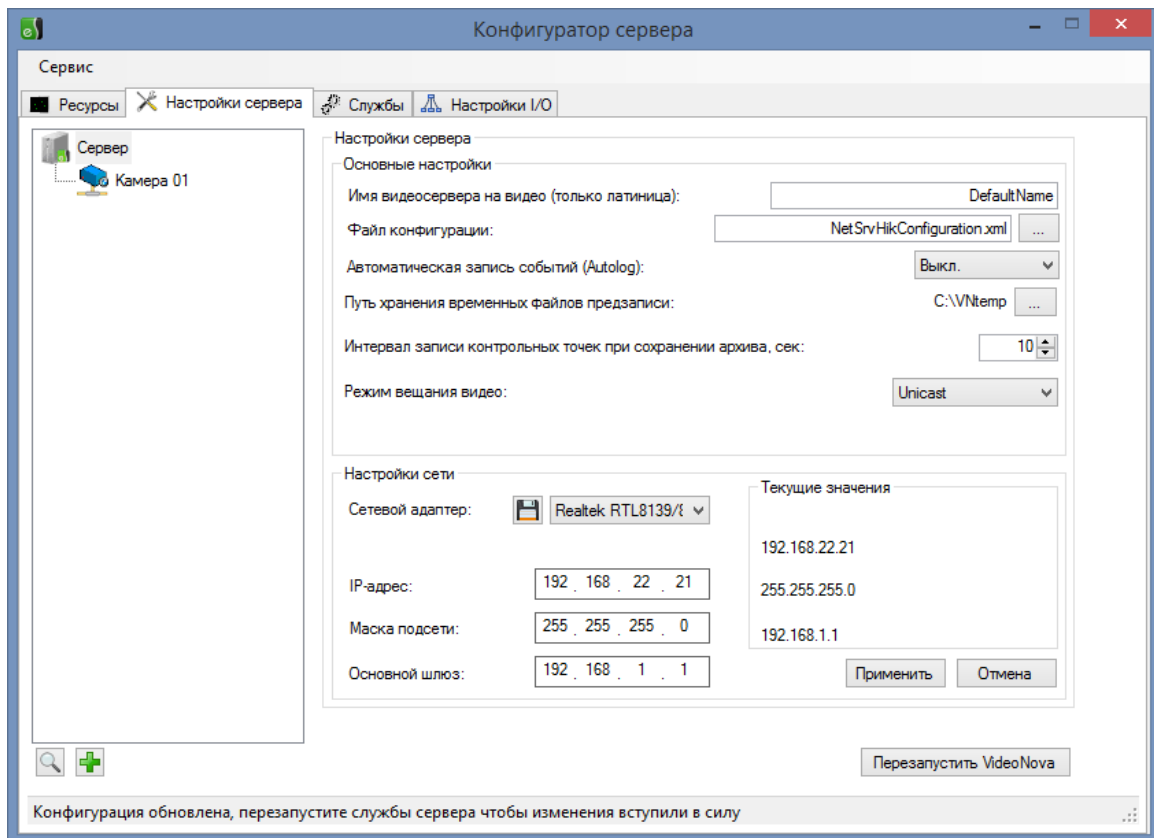 Конфигуратор сервера
Сервис
Ресурсы
Настройки сервера
Службы
Настройки I/O
Сервер
Камера 01
Настройки сервера
Основные настройки
Имя видеосервера на видео (только латиница): DefaultName
Файл конфигурации: NetSrvHikConfiguration.xml ...
Автоматическая запись событий (Autolog): Выкл.
Путь хранения временных файлов предзаписи: C:\VNtemp ...
Интервал записи контрольных точек при сохранении архива, сек: 10
Режим вещания видео: Unicast
Настройки сети
Сетевой адаптер: Realtek RTL8139/
Текущие значения
192.168.22.21
IP-адрес: 192 . 168 . 22 . 21
255.255.255.0
Маска подсети: 255 . 255 . 255 . 0
192.168.1.1
Основной шлюз: 192 . 168 . 1 . 1
Применить
Отмена
Перезапустить VideoNova
Конфигурация обновлена, перезапустите службы сервера чтобы изменения вступили в силу